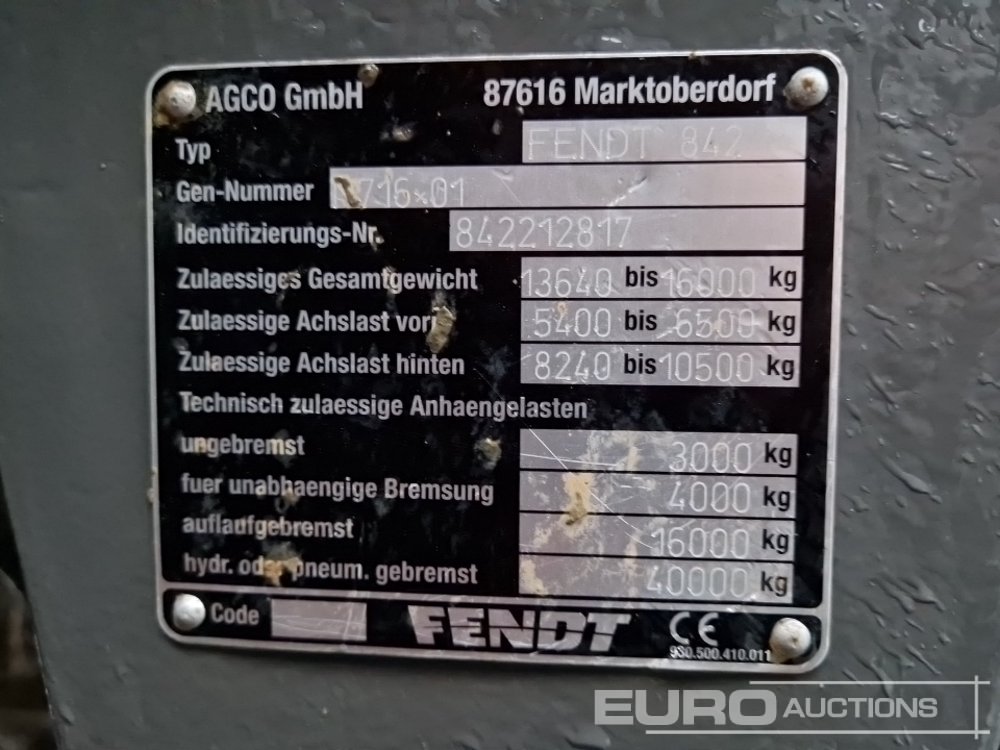 AGCO GmbH 87616 Marktoberdorf
Typ FENDT 842
Gen-Nummer
Identifizierungs-Nr. 842212817
Zulaessiges Gesamtgewicht 13640 bis 16000 kg
Zulaessige Achslast vorn 5400 bis 6500 kg
Zulaessige Achslast hinten 8240 bis 10500 kg
Technisch zulaessige Anhaengelasten
ungebremst 3000 kg
fuer unabhaengige Bremsung 4000 kg
auflaufgebremst 16000 kg
hydr. oder pneum. gebremst 40000 kg
Code FENDT CE
930.500.410.011
EURO AUCTIONS